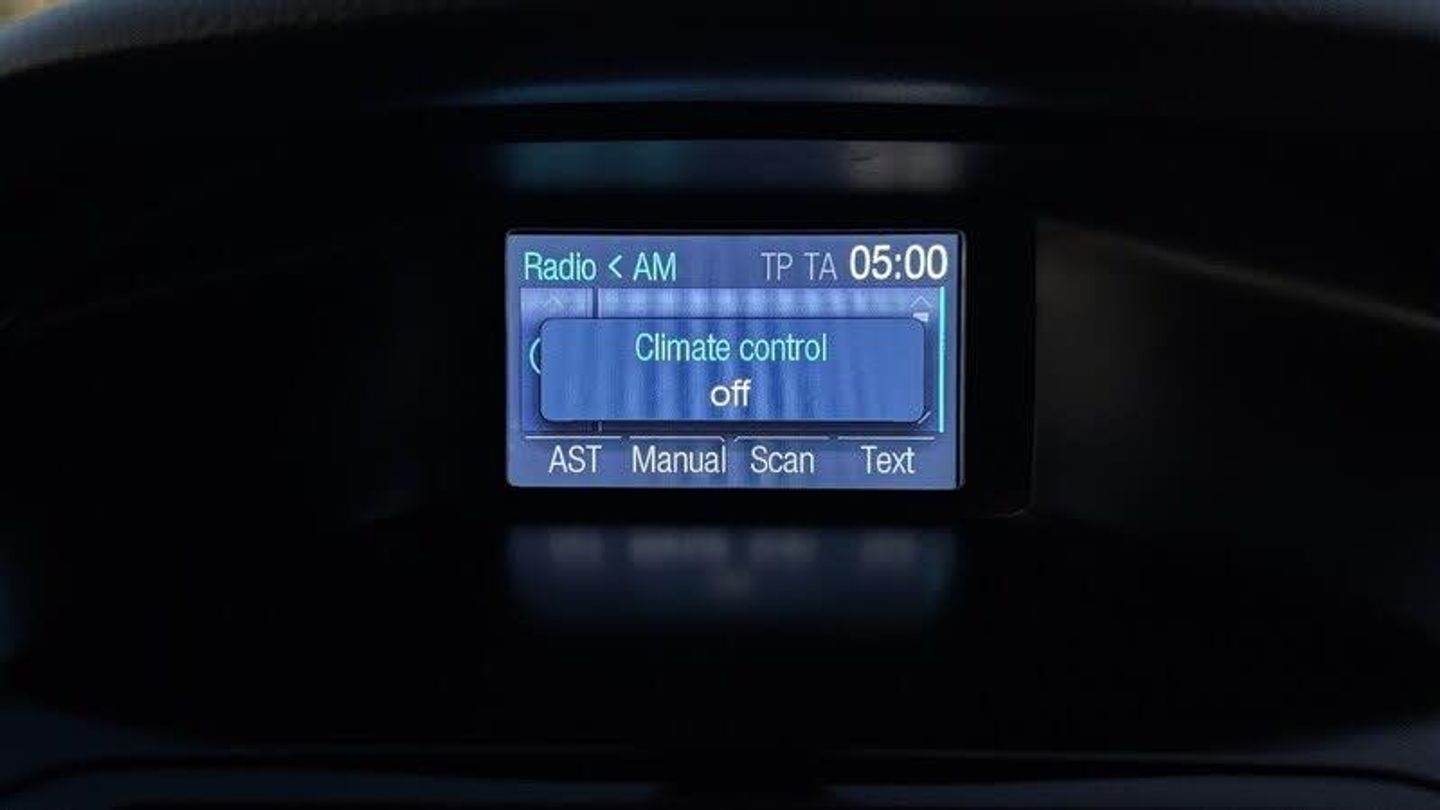 Radio < AM TP TA 05:00
Climate control
off
AST Manual Scan Text